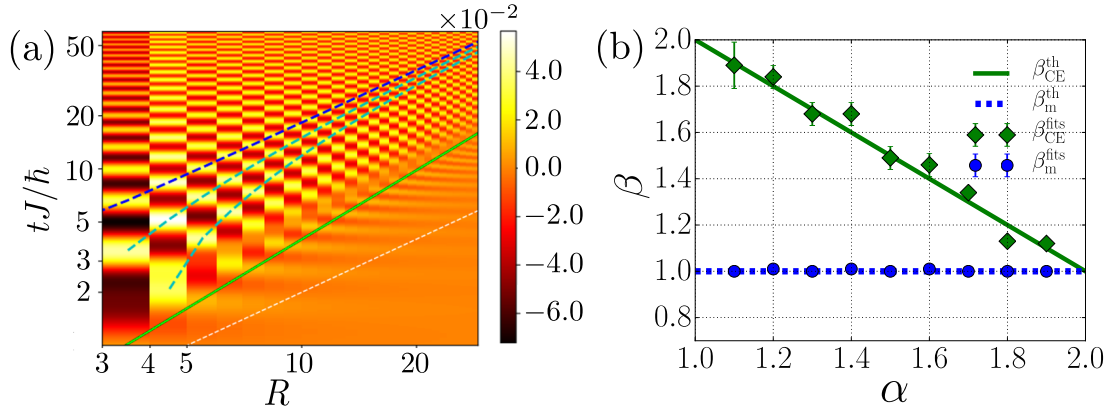 (a)
×10⁻²
tJ/ħ
50
20
10
5
3
2
3 4 5 10 20
R
4.0
2.0
0.0
−2.0
−4.0
−6.0
(b)
β
2.0
1.8
1.6
1.4
1.2
1.0
0.8
1.0 1.2 1.4 1.6 1.8 2.0
α
β_CE^th
β_m^th
β_CE^fits
β_m^fits